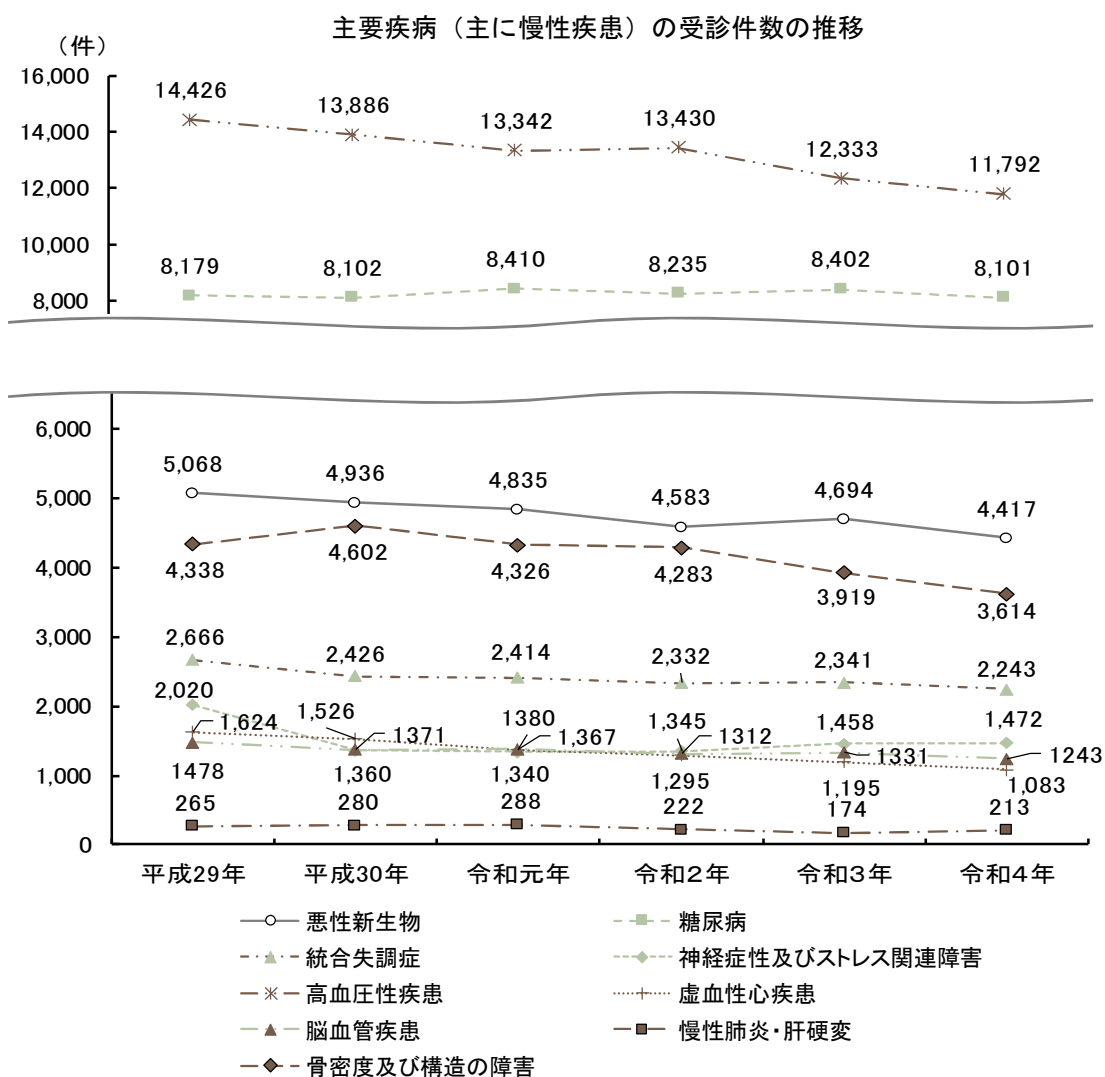 主要疾病（主に慢性疾患）の受診件数の推移
（件）
16,000
14,000
12,000
10,000
8,000
14,426 13,886 13,342 13,430 12,333 11,792
8,179 8,102 8,410 8,235 8,402 8,101
6,000
5,000
4,000
3,000
2,000
1,000
0
5,068 4,936 4,835 4,583 4,694 4,417
4,338 4,602 4,326 4,283 3,919 3,614
2,666 2,426 2,414 2,332 2,341 2,243
2,020 1,526 1380 1,345 1,458 1,472
1,624 1371 1,367 1312 1331 1243
1478 1,360 1,340 1,295 1,195 1,083
265 280 288 222 174 213
平成29年 平成30年 令和元年 令和２年 令和３年 令和４年
悪性新生物 糖尿病
統合失調症 神経症性及びストレス関連障害
高血圧性疾患 虚血性心疾患
脳血管疾患 慢性肺炎・肝硬変
骨密度及び構造の障害